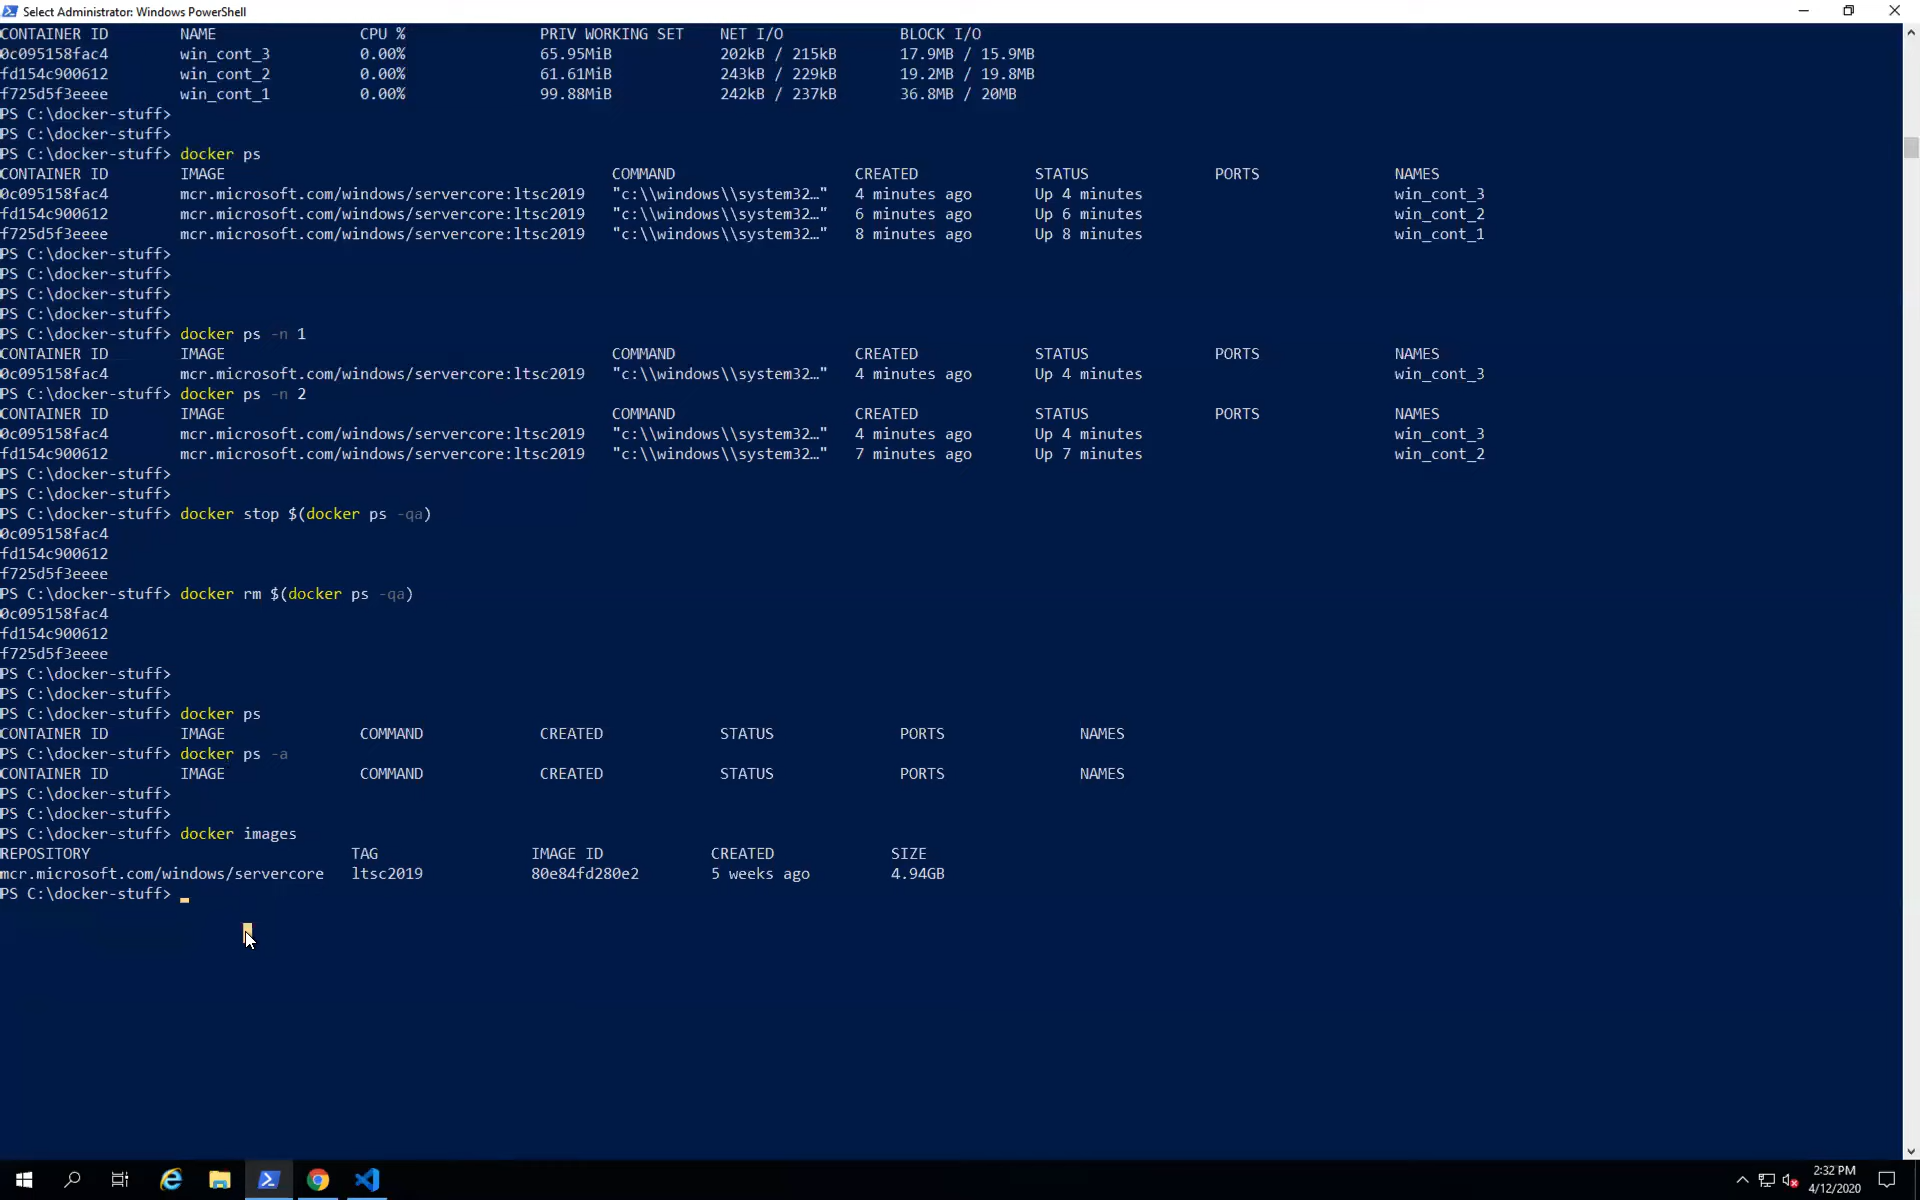 Select Administrator: Windows PowerShell
CONTAINER ID NAME CPU % PRIV WORKING SET NET I/O BLOCK I/O
0c095158fac4 win_cont_3 0.00% 65.95MiB 202kB / 215kB 17.9MB / 15.9MB
fd154c900612 win_cont_2 0.00% 61.61MiB 243kB / 229kB 19.2MB / 19.8MB
f725d5f3eeee win_cont_1 0.00% 99.88MiB 242kB / 237kB 36.8MB / 20MB
PS C:\docker-stuff>
PS C:\docker-stuff>
PS C:\docker-stuff> docker ps
CONTAINER ID IMAGE COMMAND CREATED STATUS PORTS NAMES
0c095158fac4 mcr.microsoft.com/windows/servercore:ltsc2019 "c:\\windows\\system32…" 4 minutes ago Up 4 minutes win_cont_3
fd154c900612 mcr.microsoft.com/windows/servercore:ltsc2019 "c:\\windows\\system32…" 6 minutes ago Up 6 minutes win_cont_2
f725d5f3eeee mcr.microsoft.com/windows/servercore:ltsc2019 "c:\\windows\\system32…" 8 minutes ago Up 8 minutes win_cont_1
PS C:\docker-stuff>
PS C:\docker-stuff>
PS C:\docker-stuff>
PS C:\docker-stuff>
PS C:\docker-stuff> docker ps -n 1
CONTAINER ID IMAGE COMMAND CREATED STATUS PORTS NAMES
0c095158fac4 mcr.microsoft.com/windows/servercore:ltsc2019 "c:\\windows\\system32…" 4 minutes ago Up 4 minutes win_cont_3
PS C:\docker-stuff> docker ps -n 2
CONTAINER ID IMAGE COMMAND CREATED STATUS PORTS NAMES
0c095158fac4 mcr.microsoft.com/windows/servercore:ltsc2019 "c:\\windows\\system32…" 4 minutes ago Up 4 minutes win_cont_3
fd154c900612 mcr.microsoft.com/windows/servercore:ltsc2019 "c:\\windows\\system32…" 7 minutes ago Up 7 minutes win_cont_2
PS C:\docker-stuff>
PS C:\docker-stuff>
PS C:\docker-stuff> docker stop $(docker ps -qa)
0c095158fac4
fd154c900612
f725d5f3eeee
PS C:\docker-stuff> docker rm $(docker ps -qa)
0c095158fac4
fd154c900612
f725d5f3eeee
PS C:\docker-stuff>
PS C:\docker-stuff>
PS C:\docker-stuff> docker ps
CONTAINER ID IMAGE COMMAND CREATED STATUS PORTS NAMES
PS C:\docker-stuff> docker ps -a
CONTAINER ID IMAGE COMMAND CREATED STATUS PORTS NAMES
PS C:\docker-stuff>
PS C:\docker-stuff>
PS C:\docker-stuff> docker images
REPOSITORY TAG IMAGE ID CREATED SIZE
mcr.microsoft.com/windows/servercore ltsc2019 80e84fd280e2 5 weeks ago 4.94GB
PS C:\docker-stuff>
2:32 PM
4/12/2020